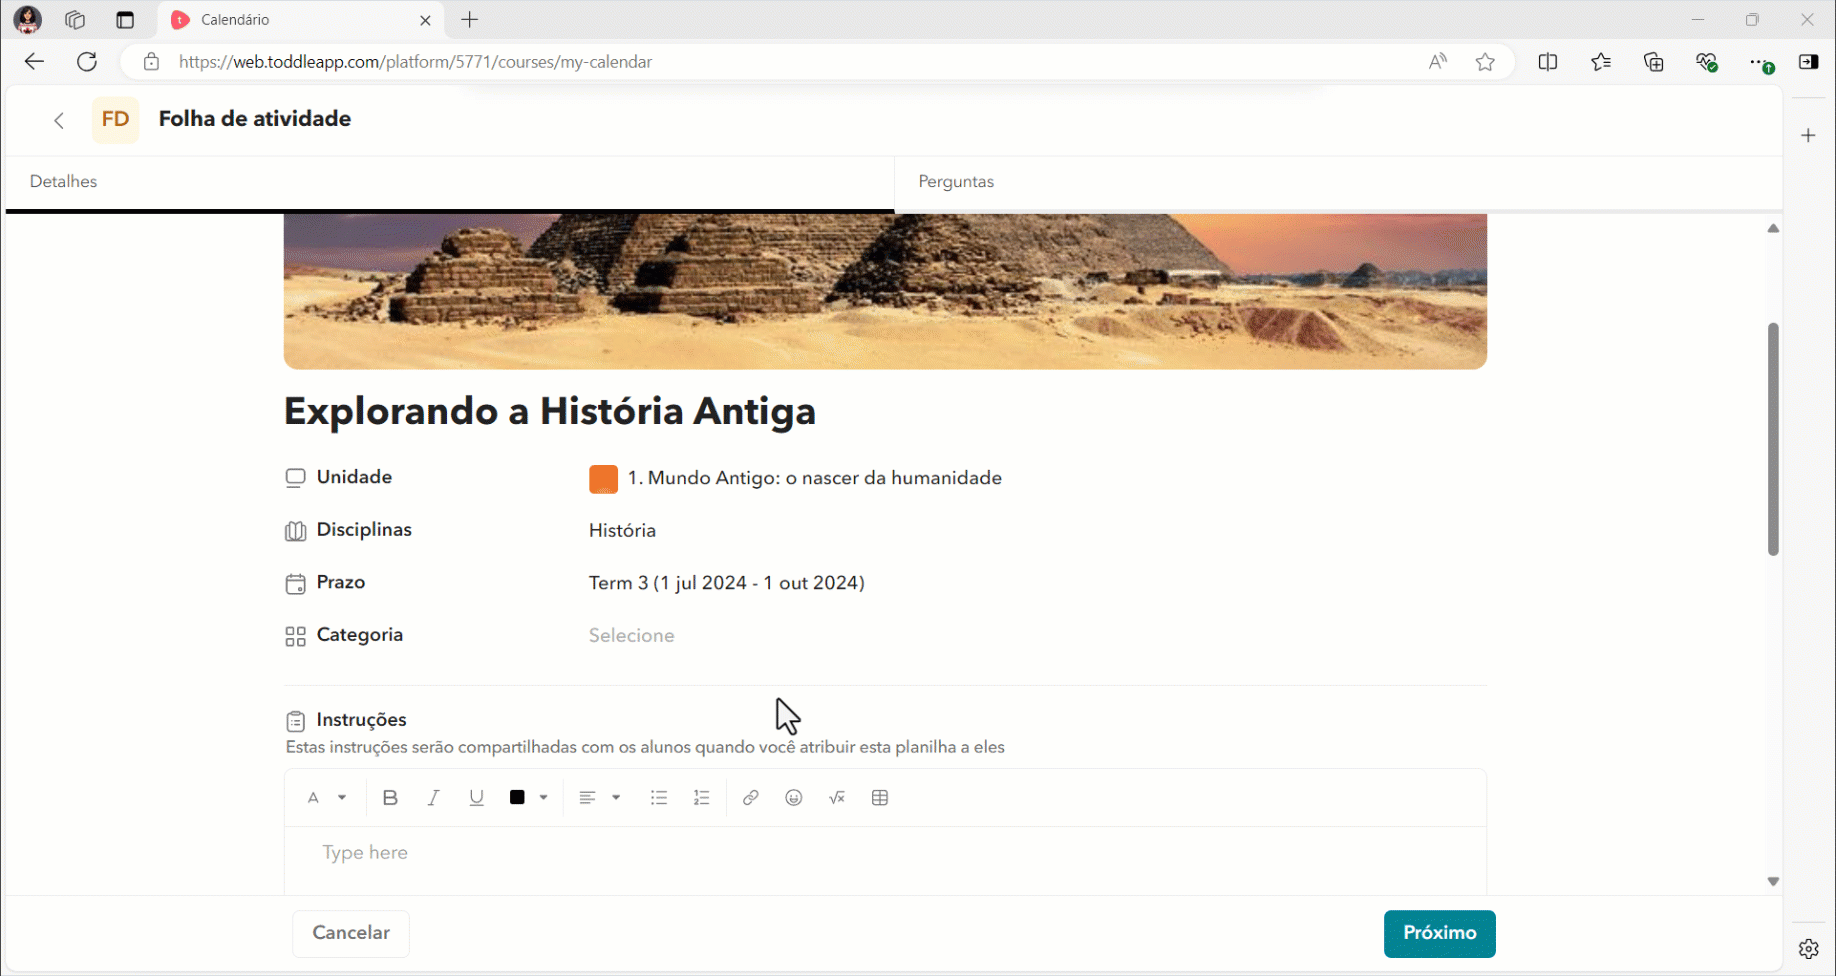 Calendário
https://web.toddleapp.com/platform/5771/courses/my-calendar
FD
Folha de atividade
Detalhes
Perguntas
Explorando a História Antiga
Unidade
1. Mundo Antigo: o nascer da humanidade
Disciplinas
História
Prazo
Term 3 (1 jul 2024 - 1 out 2024)
Categoria
Selecione
Instruções
Estas instruções serão compartilhadas com os alunos quando você atribuir esta planilha a eles
Type here
Cancelar
Próximo